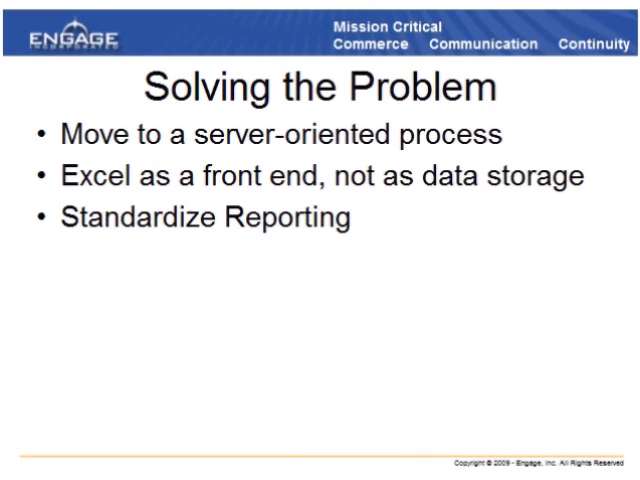 ENGAGE
INCORPORATED
Mission Critical
Commerce Communication Continuity
Solving the Problem
• Move to a server-oriented process
• Excel as a front end, not as data storage
• Standardize Reporting
Copyright © 2009 - Engage, Inc. All Rights Reserved